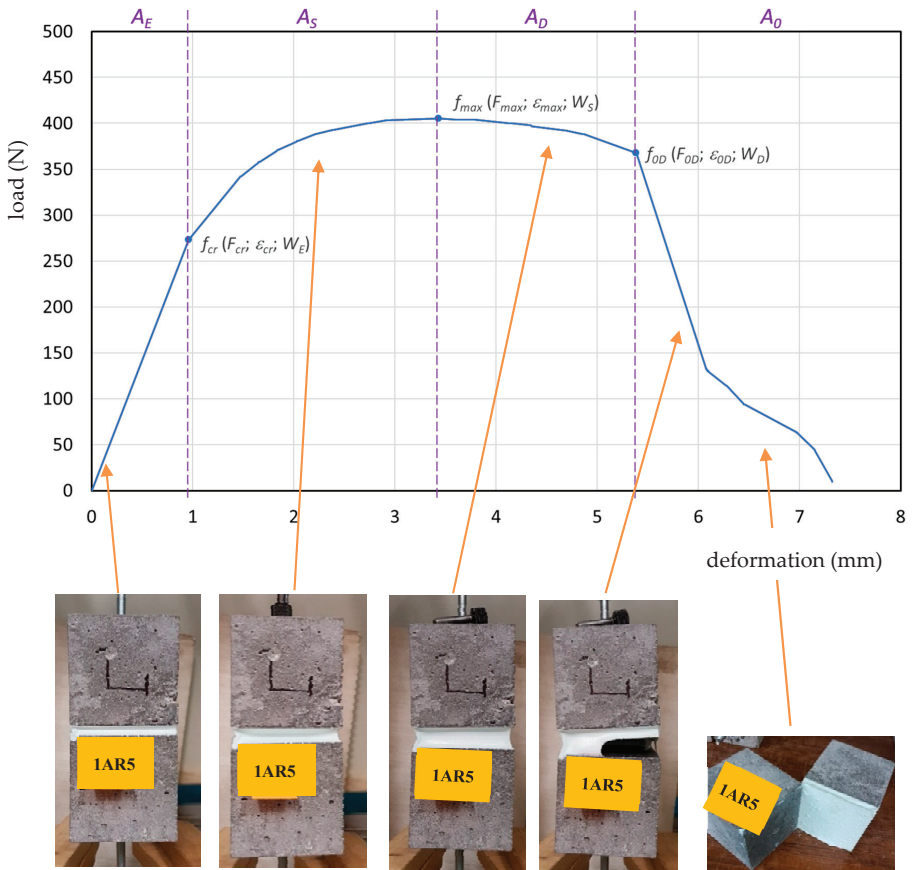 A_E A_S A_D A_0
500
450
400
350
300
250
200
150
100
50
0
load (N)
f_max (F_max; ε_max; W_S)
f_0D (F_0D; ε_0D; W_D)
f_cr (F_cr; ε_cr; W_E)
0 1 2 3 4 5 6 7 8
deformation (mm)
1AR5 1AR5 1AR5 1AR5 1AR5